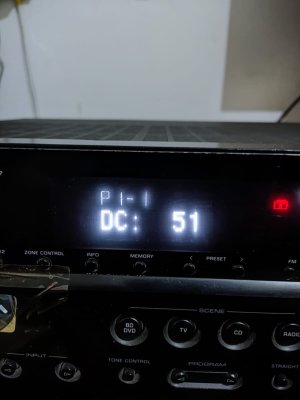 P1-1
DC: 51
ZONE CONTROL INFO MEMORY < PRESET > FM
SCENE
BD
DVD TV CD RADIO
INPUT TONE CONTROL PROGRAM STRAIGHT